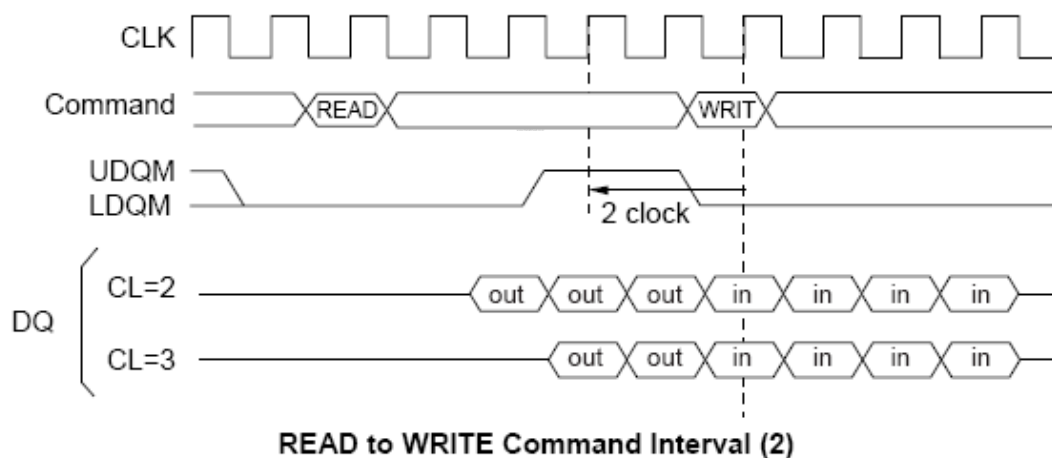 CLK
Command READ WRIT
UDQM
LDQM 2 clock
CL=2 out out out in in in in
DQ
CL=3 out out in in in in
READ to WRITE Command Interval (2)